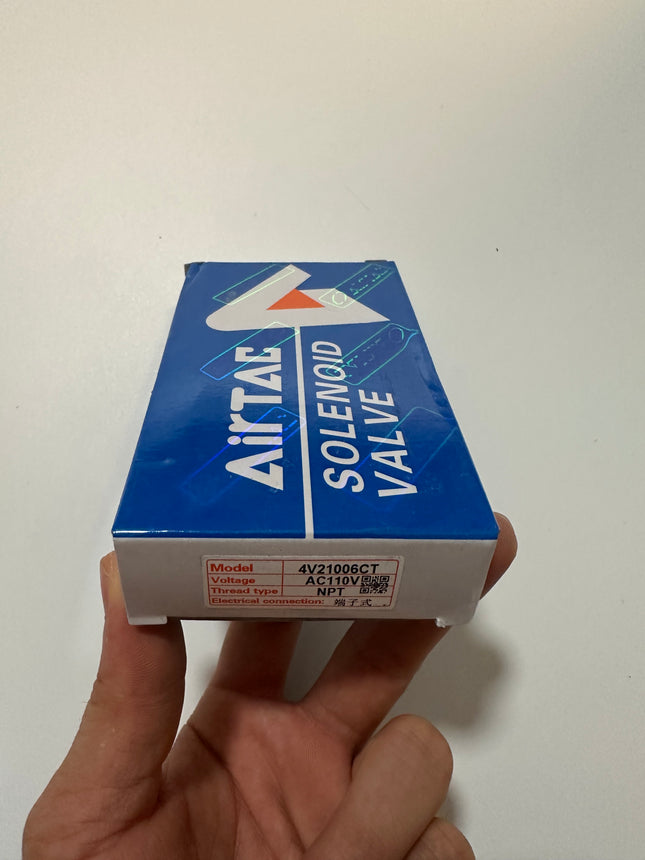 AirTAC
SOLENOID
VALVE
Model 4V21006CT
Voltage AC110V
Thread type NPT
Electrical connection: 端子式